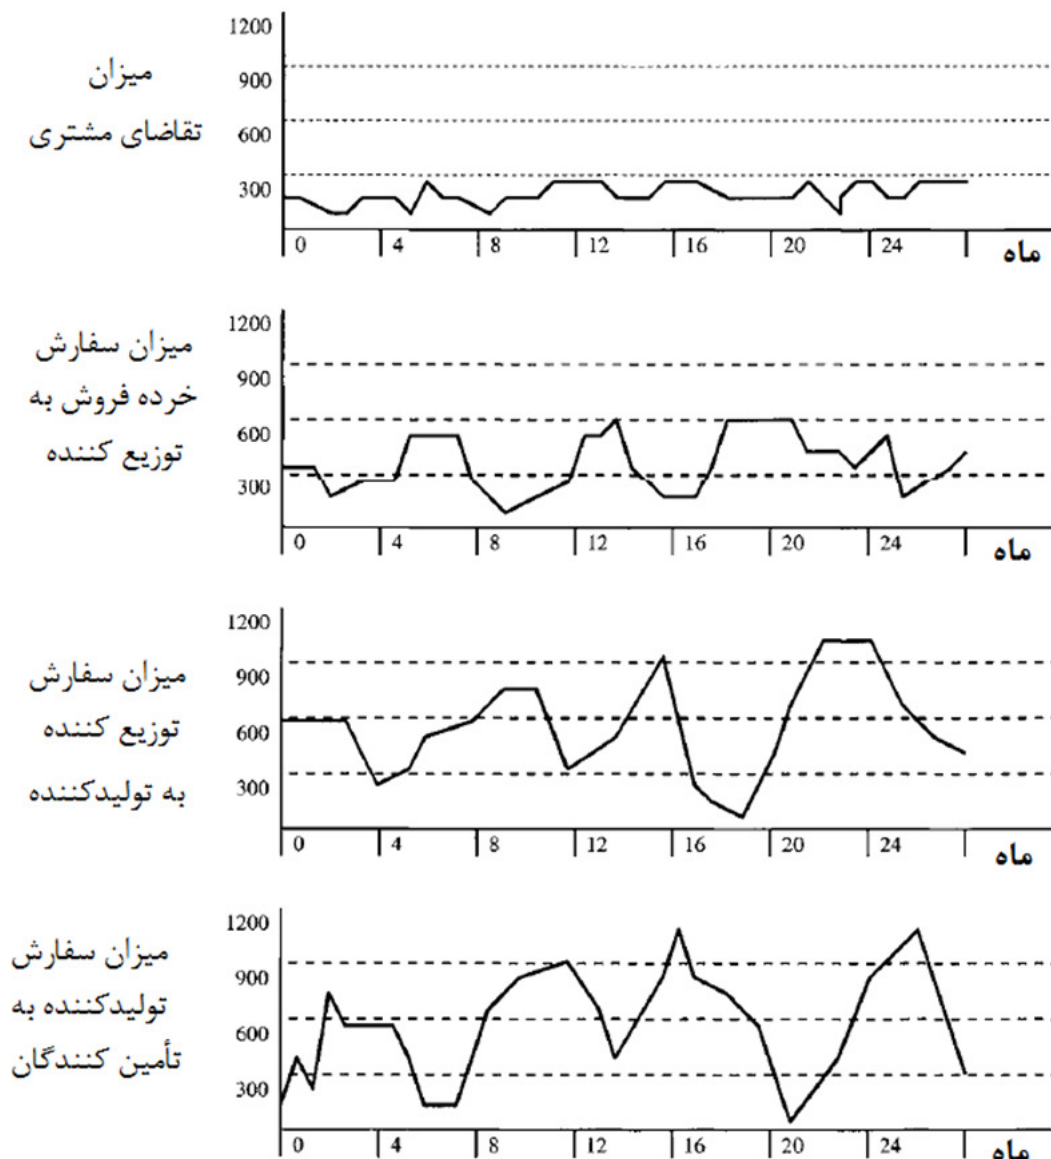 میزان
تقاضای مشتری
1200
900
600
300
0 4 8 12 16 20 24 ماه
میزان سفارش
خرده فروش به
توزیع کننده
1200
900
600
300
0 4 8 12 16 20 24 ماه
میزان سفارش
توزیع کننده
به تولیدکننده
1200
900
600
300
0 4 8 12 16 20 24 ماه
میزان سفارش
تولیدکننده به
تأمین کنندگان
1200
900
600
300
0 4 8 12 16 20 24 ماه